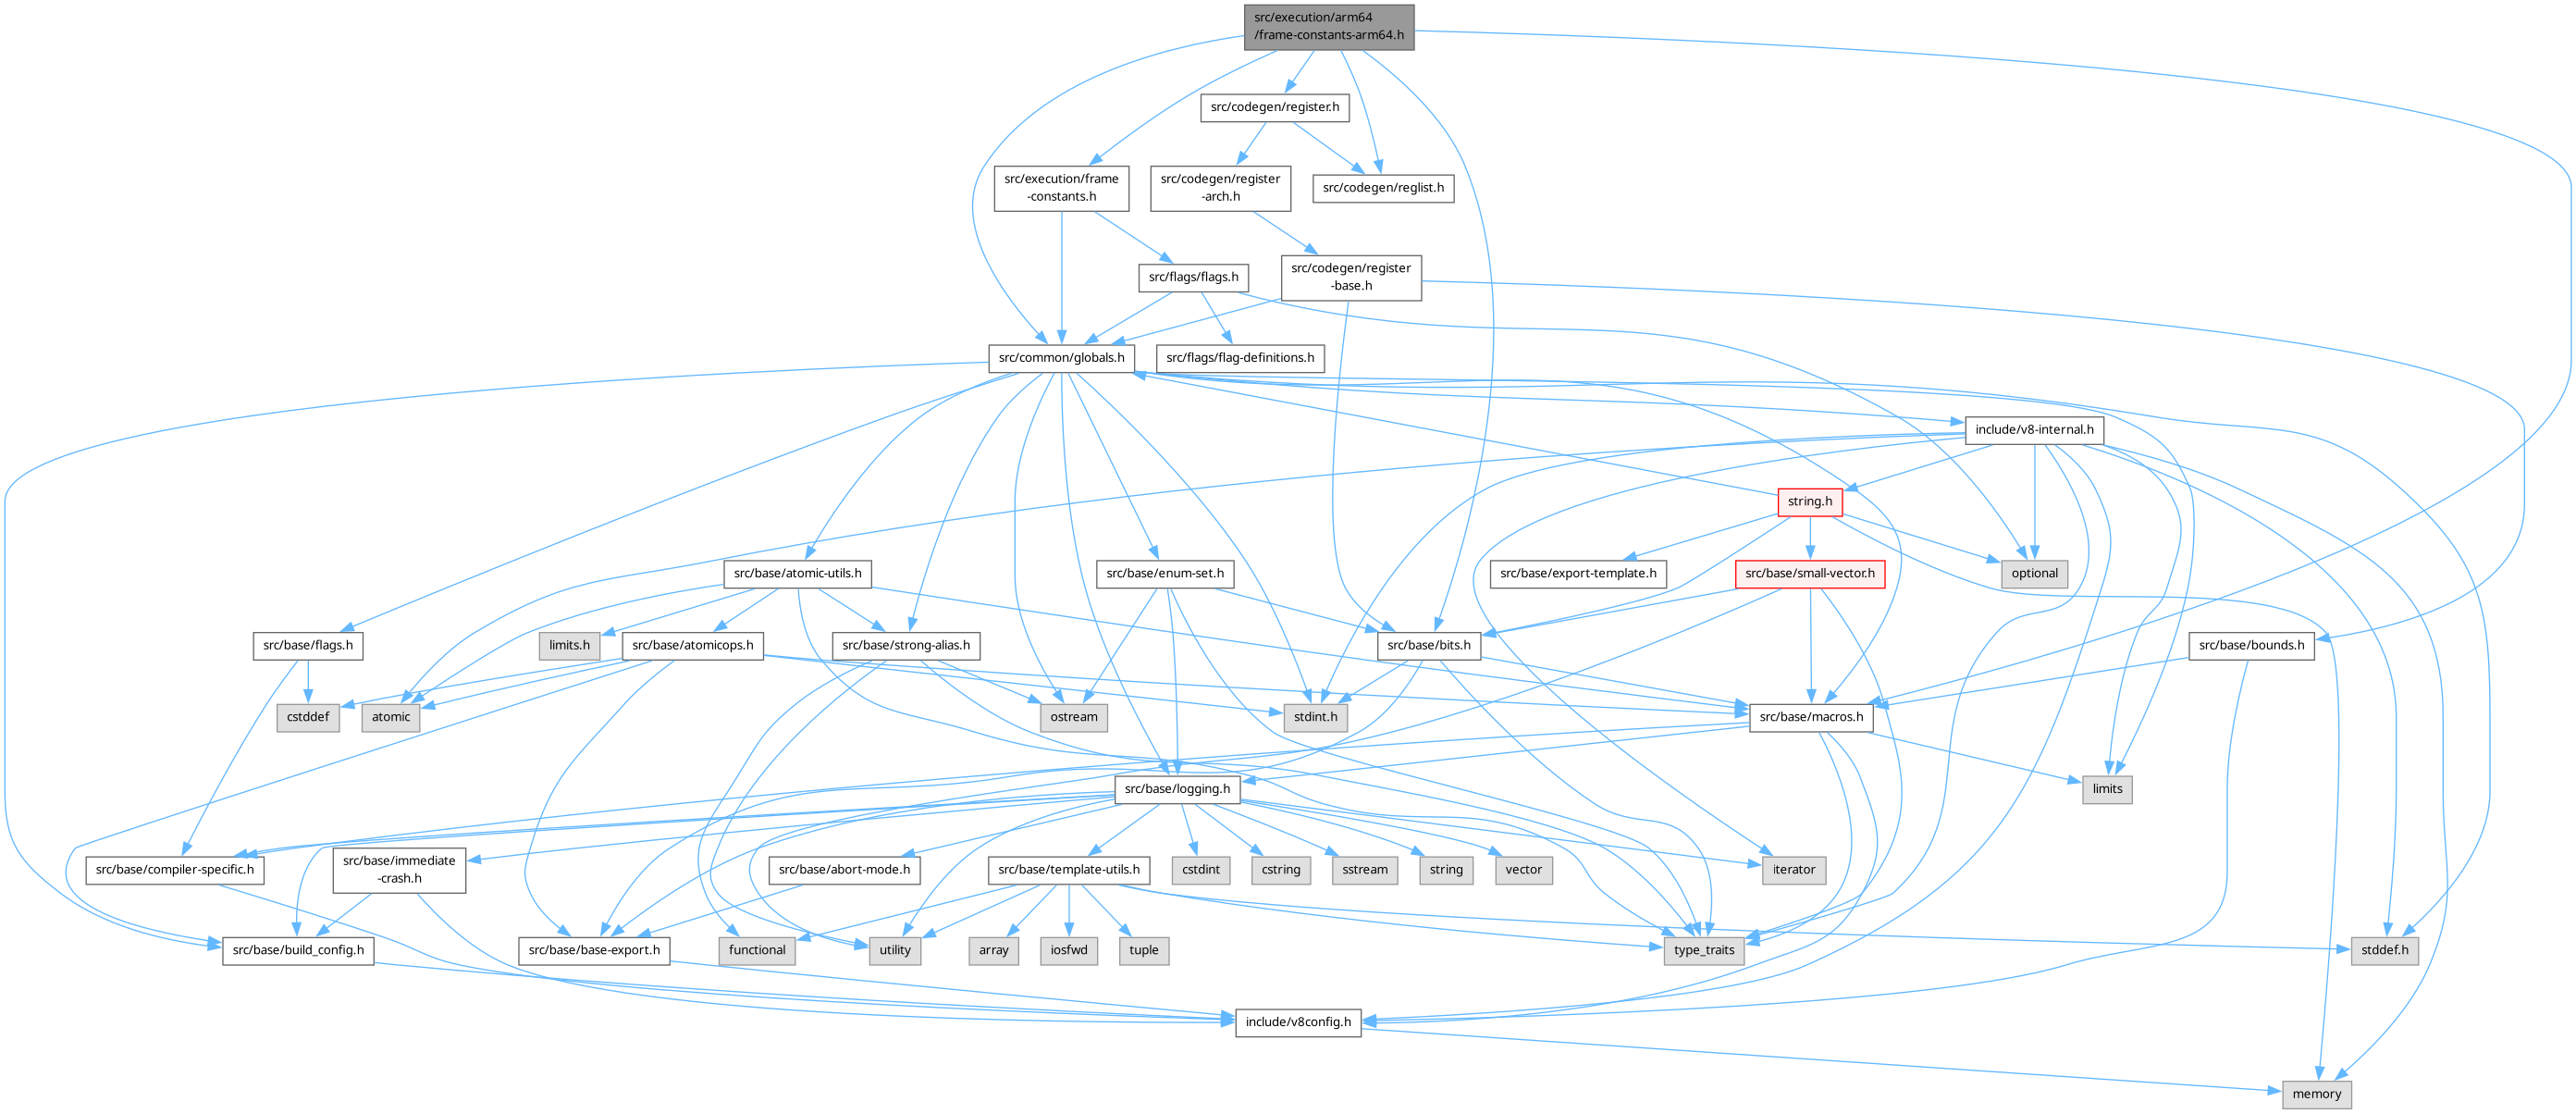 src/execution/arm64
/frame-constants-arm64.h
src/codegen/register.h
src/execution/frame
-constants.h
src/codegen/register
-arch.h
src/codegen/reglist.h
src/flags/flags.h
src/codegen/register
-base.h
src/common/globals.h
src/flags/flag-definitions.h
include/v8-internal.h
string.h
src/base/atomic-utils.h
src/base/enum-set.h
src/base/export-template.h
src/base/small-vector.h
optional
src/base/flags.h
limits.h
src/base/atomicops.h
src/base/strong-alias.h
src/base/bits.h
src/base/bounds.h
cstddef
atomic
ostream
stdint.h
src/base/macros.h
src/base/logging.h
limits
src/base/compiler-specific.h
src/base/immediate
-crash.h
src/base/abort-mode.h
src/base/template-utils.h
cstdint
cstring
sstream
string
vector
iterator
src/base/build_config.h
src/base/base-export.h
functional
utility
array
iosfwd
tuple
type_traits
stddef.h
include/v8config.h
memory